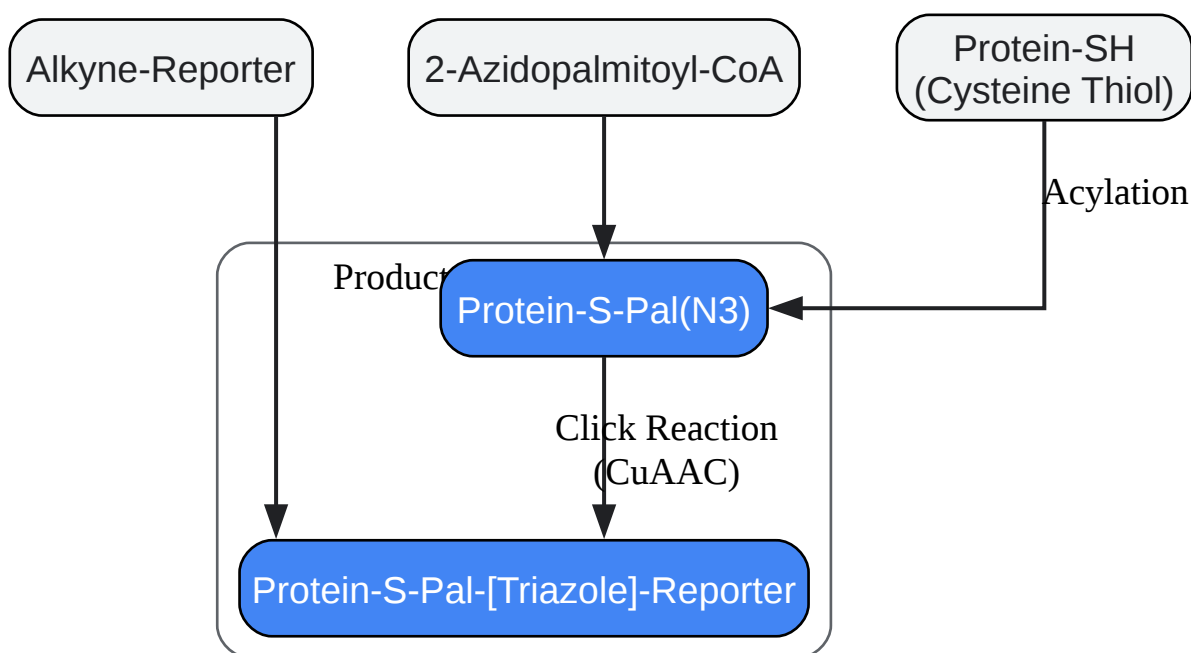 Alkyne-Reporter
2-Azidopalmitoyl-CoA
Protein-SH
(Cysteine Thiol)
Acylation
Product
Protein-S-Pal(N3)
Click Reaction
(CuAAC)
Protein-S-Pal-[Triazole]-Reporter